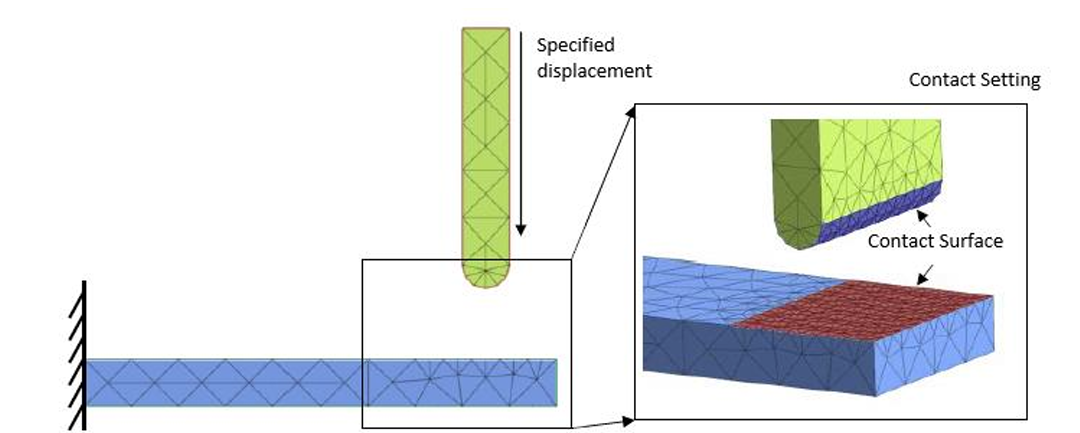 Specified
displacement
Contact Setting
Contact Surface